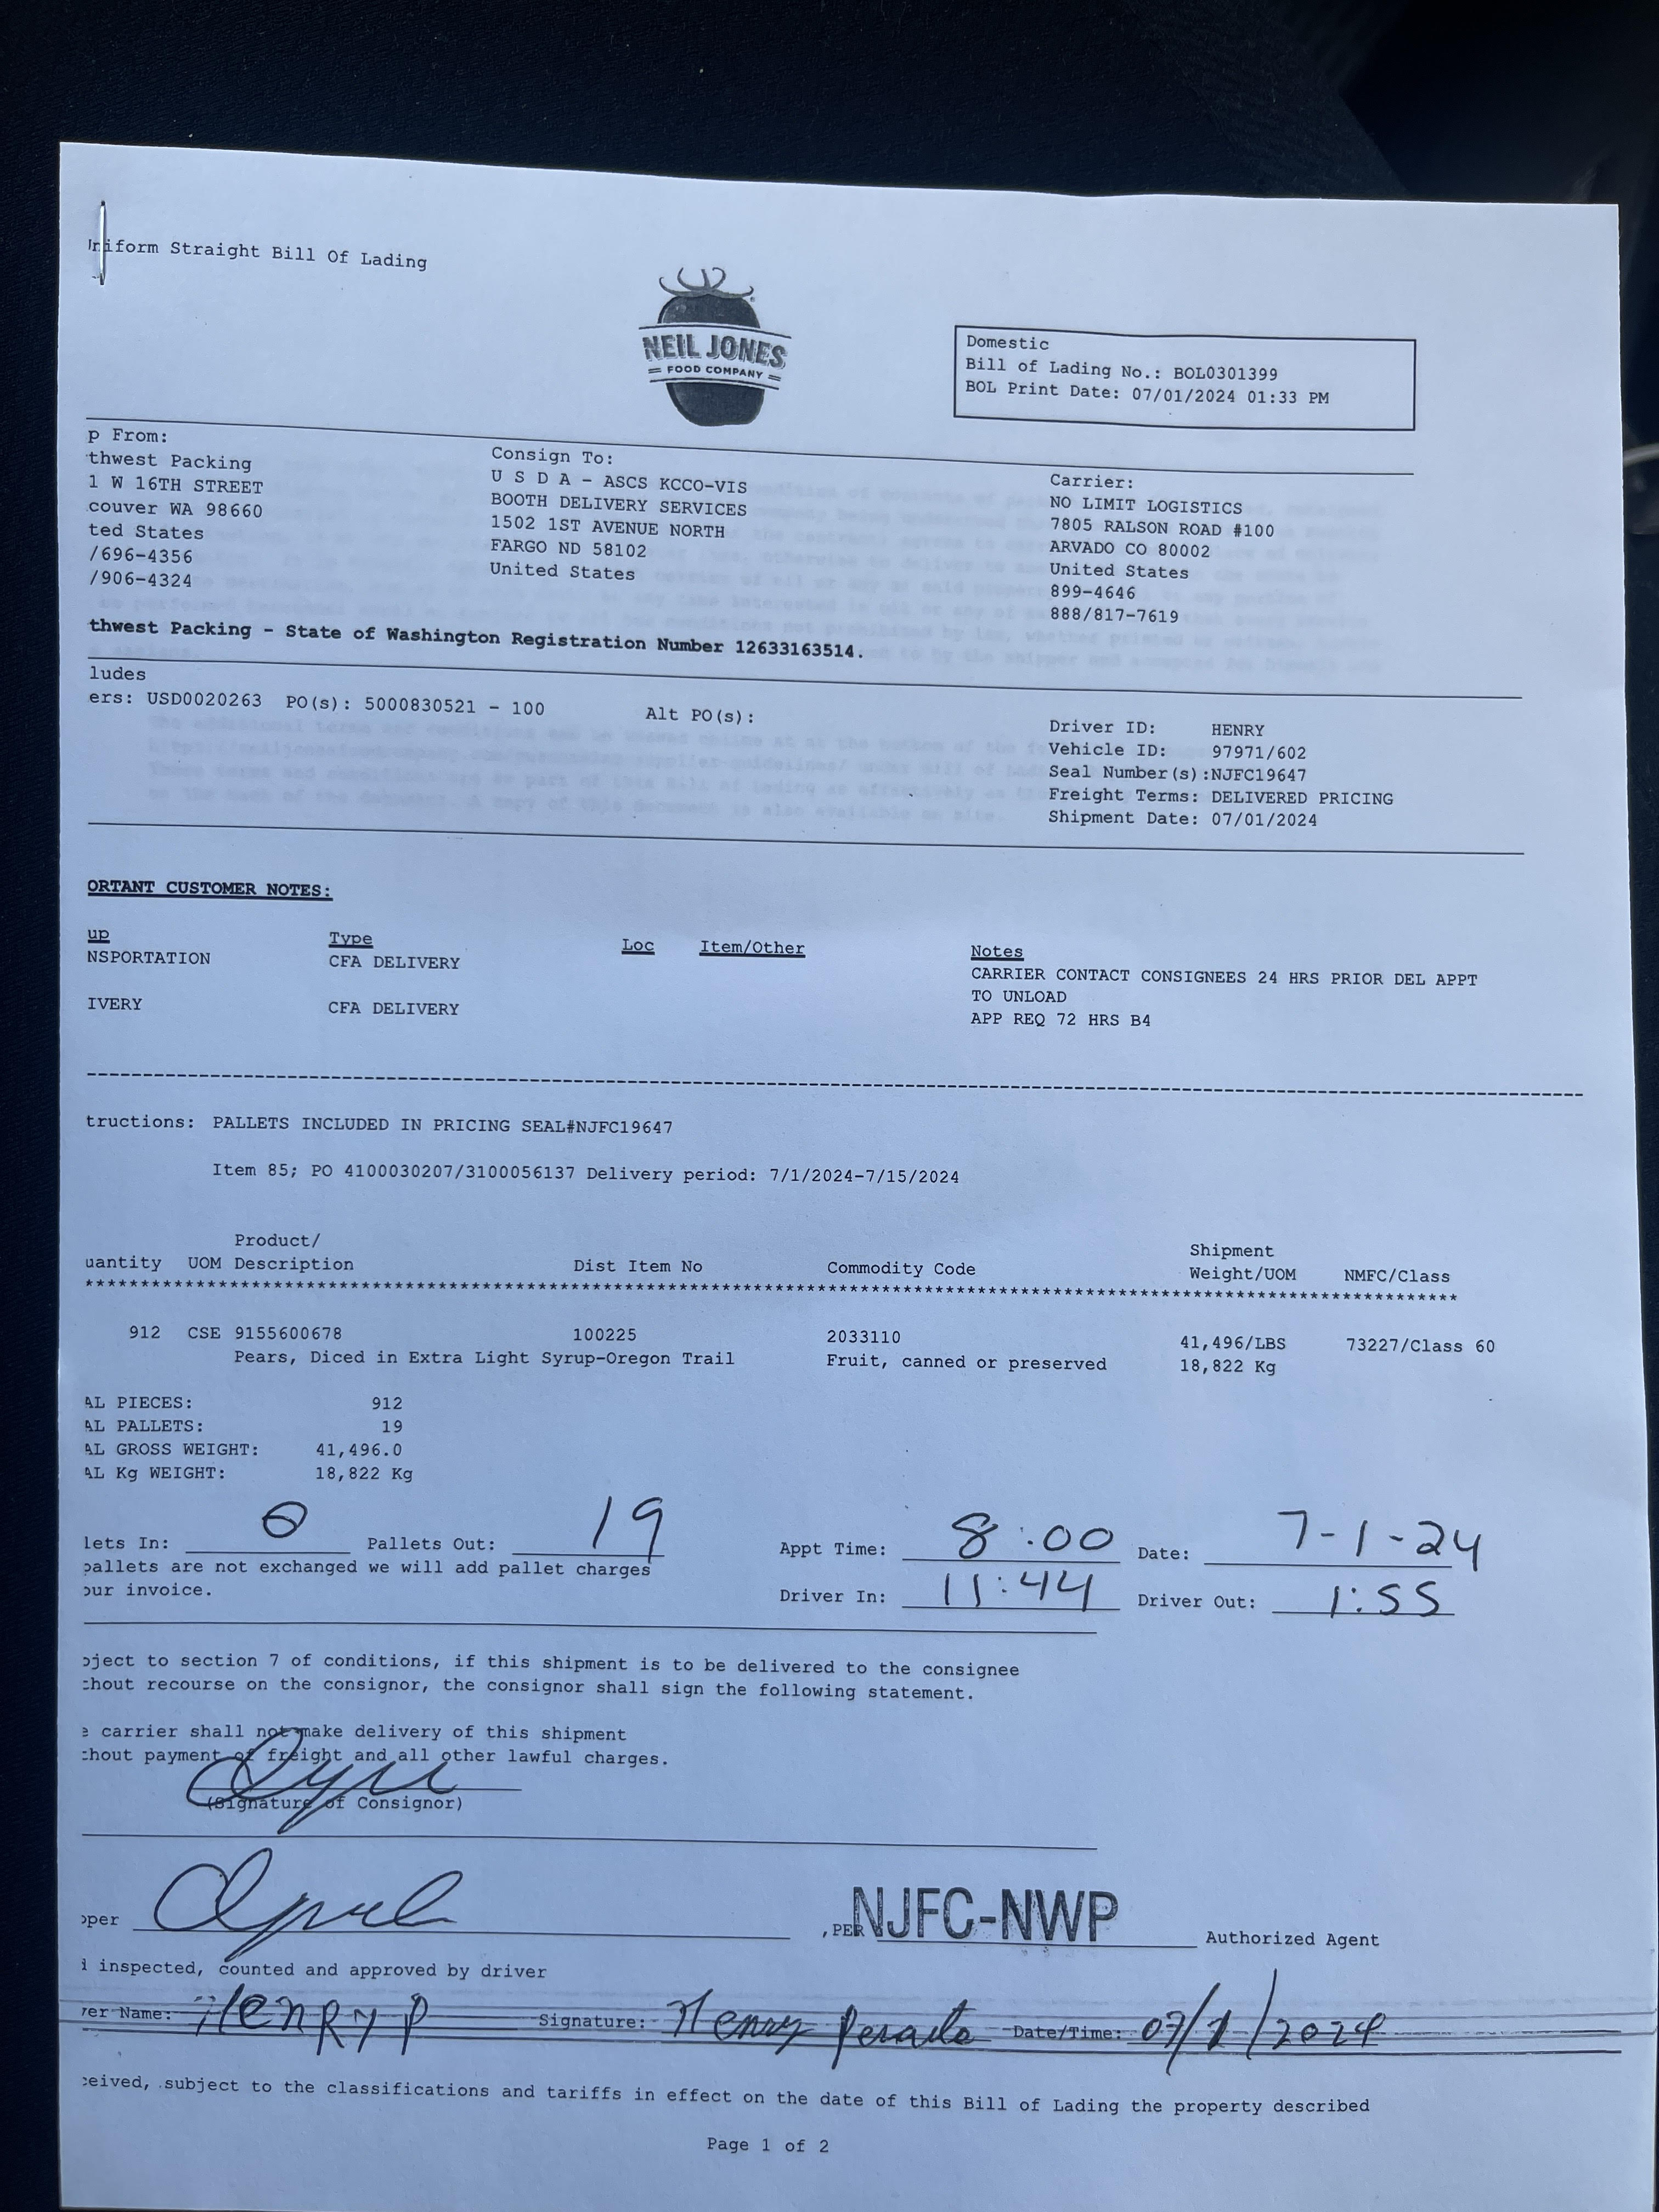 niform Straight Bill Of Lading
NEIL JONES
FOOD COMPANY
Domestic
Bill of Lading No.: BOL0301399
BOL Print Date: 07/01/2024 01:33 PM
p From:
thwest Packing
1 W 16TH STREET
couver WA 98660
ted States
/696-4356
/906-4324
Consign To:
U S D A - ASCS KCCO-VIS
BOOTH DELIVERY SERVICES
1502 1ST AVENUE NORTH
FARGO ND 58102
United States
Carrier:
NO LIMIT LOGISTICS
7805 RALSON ROAD #100
ARVADO CO 80002
United States
899-4646
888/817-7619
thwest Packing - State of Washington Registration Number 12633163514.
ludes
ers: USD0020263 PO(s): 5000830521 - 100 Alt PO(s):
Driver ID: HENRY
Vehicle ID: 97971/602
Seal Number(s):NJFC19647
Freight Terms: DELIVERED PRICING
Shipment Date: 07/01/2024
ORTANT CUSTOMER NOTES:
up Type Loc Item/Other Notes
NSPORTATION CFA DELIVERY CARRIER CONTACT CONSIGNEES 24 HRS PRIOR DEL APPT
TO UNLOAD
IVERY CFA DELIVERY APP REQ 72 HRS B4
tructions: PALLETS INCLUDED IN PRICING SEAL#NJFC19647
Item 85; PO 4100030207/3100056137 Delivery period: 7/1/2024-7/15/2024
Product/ Shipment
uantity UOM Description Dist Item No Commodity Code Weight/UOM NMFC/Class
912 CSE 9155600678 100225 2033110 41,496/LBS 73227/Class 60
Pears, Diced in Extra Light Syrup-Oregon Trail Fruit, canned or preserved 18,822 Kg
AL PIECES: 912
AL PALLETS: 19
AL GROSS WEIGHT: 41,496.0
AL Kg WEIGHT: 18,822 Kg
lets In: 0 Pallets Out: 19 Appt Time: 8:00 Date: 7-1-24
pallets are not exchanged we will add pallet charges
our invoice.
Driver In: 11:44 Driver Out: 1:55
oject to section 7 of conditions, if this shipment is to be delivered to the consignee
chout recourse on the consignor, the consignor shall sign the following statement.
e carrier shall not make delivery of this shipment
chout payment of freight and all other lawful charges.
(Signature of Consignor)
oper , PER NJFC-NWP Authorized Agent
d inspected, counted and approved by driver
ver Name: Henry P Signature: Henry Date/Time: 07/1/2024
ceived, subject to the classifications and tariffs in effect on the date of this Bill of Lading the property described
Page 1 of 2